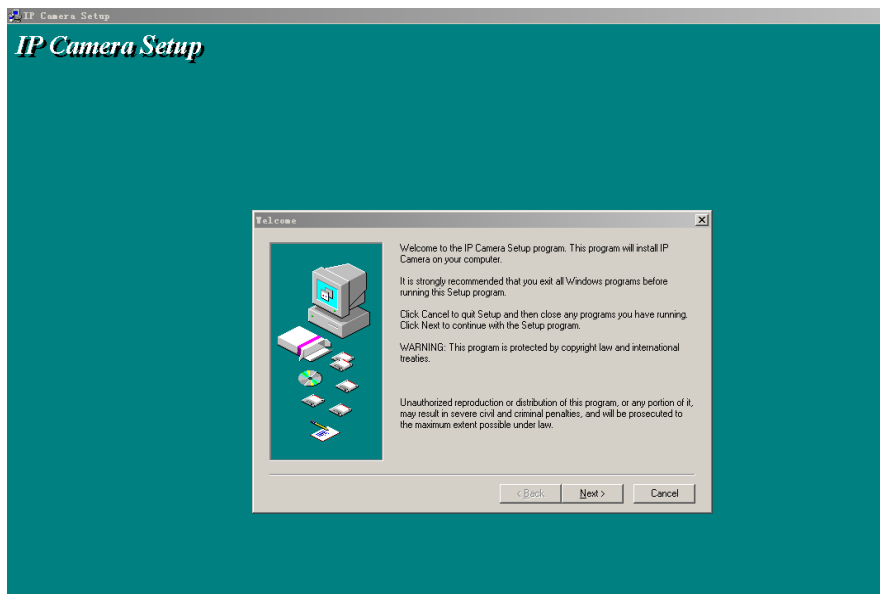 IP Camera Setup
IP Camera Setup
Welcome
Welcome to the IP Camera Setup program. This program will install IP
Camera on your computer.
It is strongly recommended that you exit all Windows programs before
running this Setup program.
Click Cancel to quit Setup and then close any programs you have running.
Click Next to continue with the Setup program.
WARNING: This program is protected by copyright law and international
treaties.
Unauthorized reproduction or distribution of this program, or any portion of it,
may result in severe civil and criminal penalties, and will be prosecuted to
the maximum extent possible under law.
< Back Next > Cancel